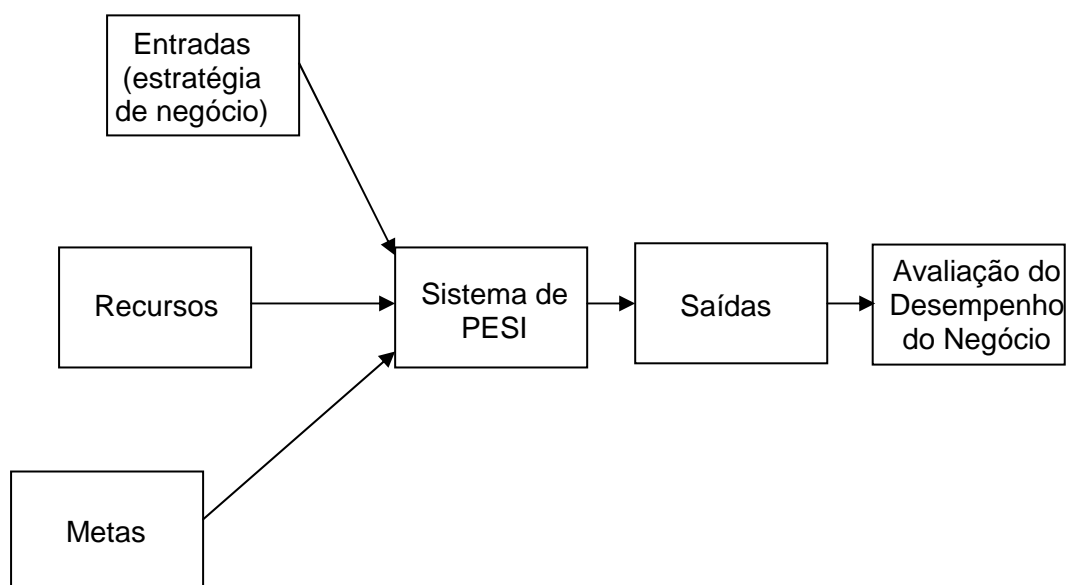 Entradas
(estratégia
de negócio)
Recursos
Sistema de
PESI
Saídas
Avaliação do
Desempenho
do Negócio
Metas